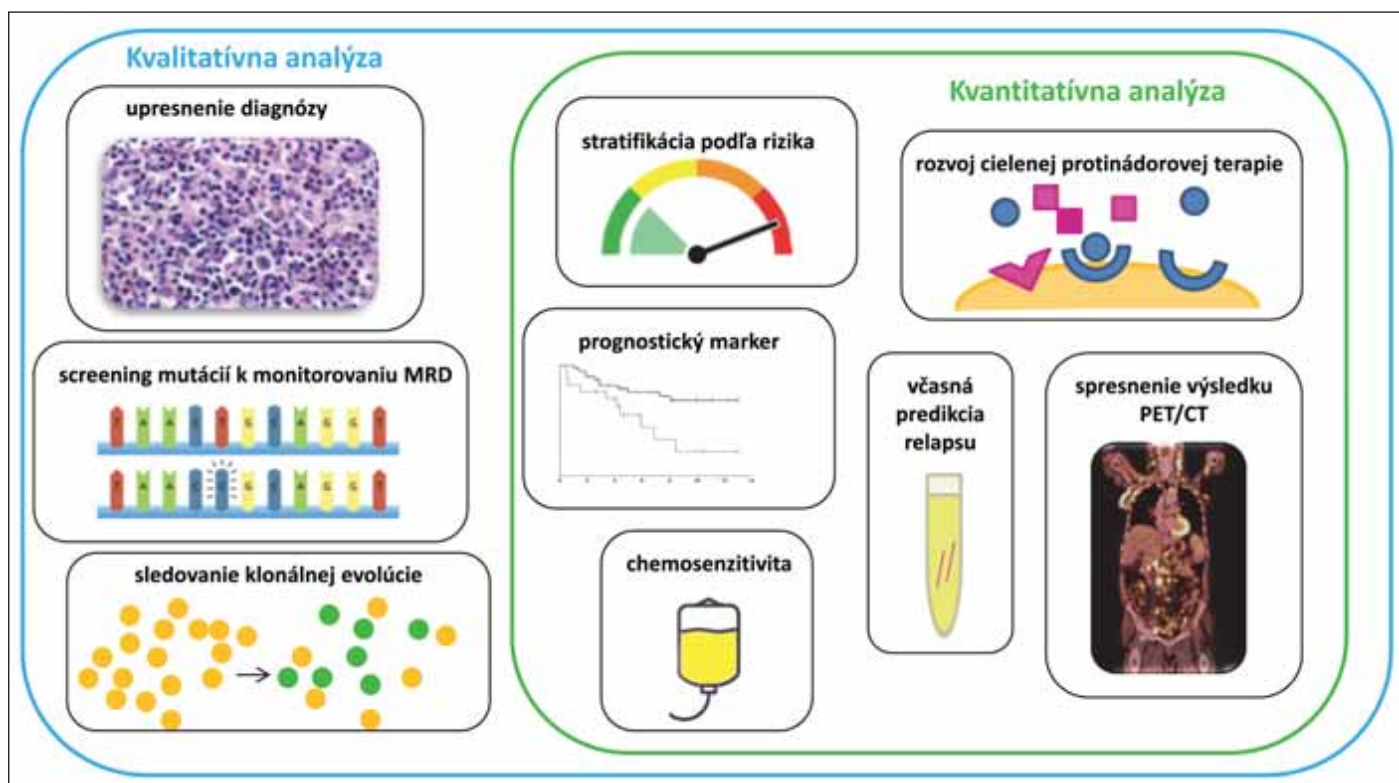 Kvalitatívna analýza
upresnenie diagnózy
screening mutácií k monitorovaniu MRD
sledovanie klonálnej evolúcie
Kvantitatívna analýza
stratifikácia podľa rizika
rozvoj cielenej protinádorovej terapie
prognostický marker
včasná
predikcia
relapsu
spresnenie výsledku
PET/CT
chemosenzitivita